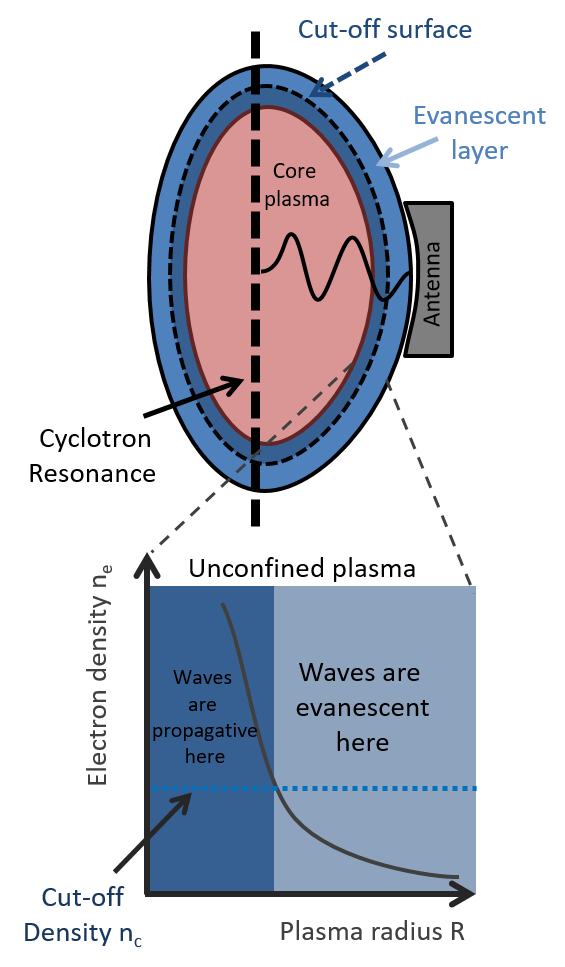 Cut-off surface
Evanescent
layer
Core
plasma
Antenna
Cyclotron
Resonance
Unconfined plasma
Electron density nₑ
Waves
are
propagative
here
Waves are
evanescent
here
Cut-off
Density n_c
Plasma radius R